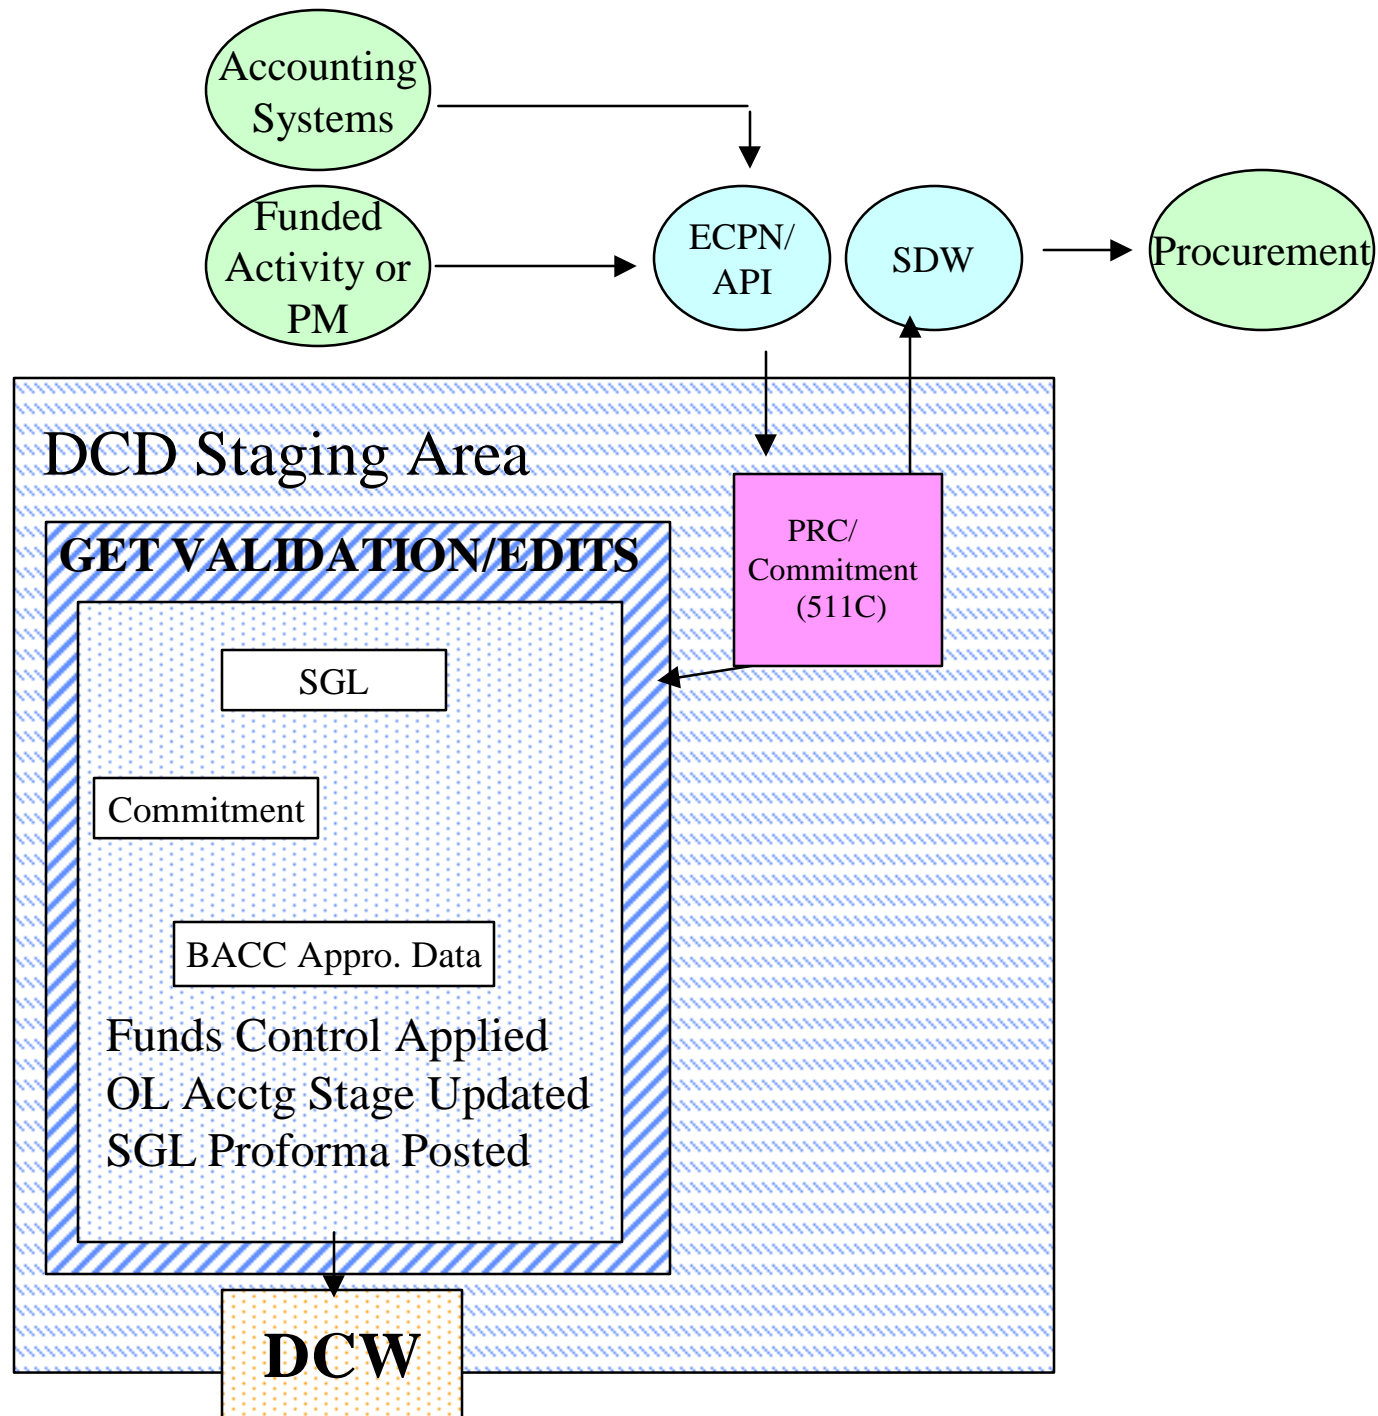 Accounting
Systems
Funded
Activity or
PM
ECPN/
API
SDW
Procurement
DCD Staging Area
PRC/
Commitment
(511C)
GET VALIDATION/EDITS
SGL
Commitment
BACC Appro. Data
Funds Control Applied
OL Acctg Stage Updated
SGL Proforma Posted
DCW